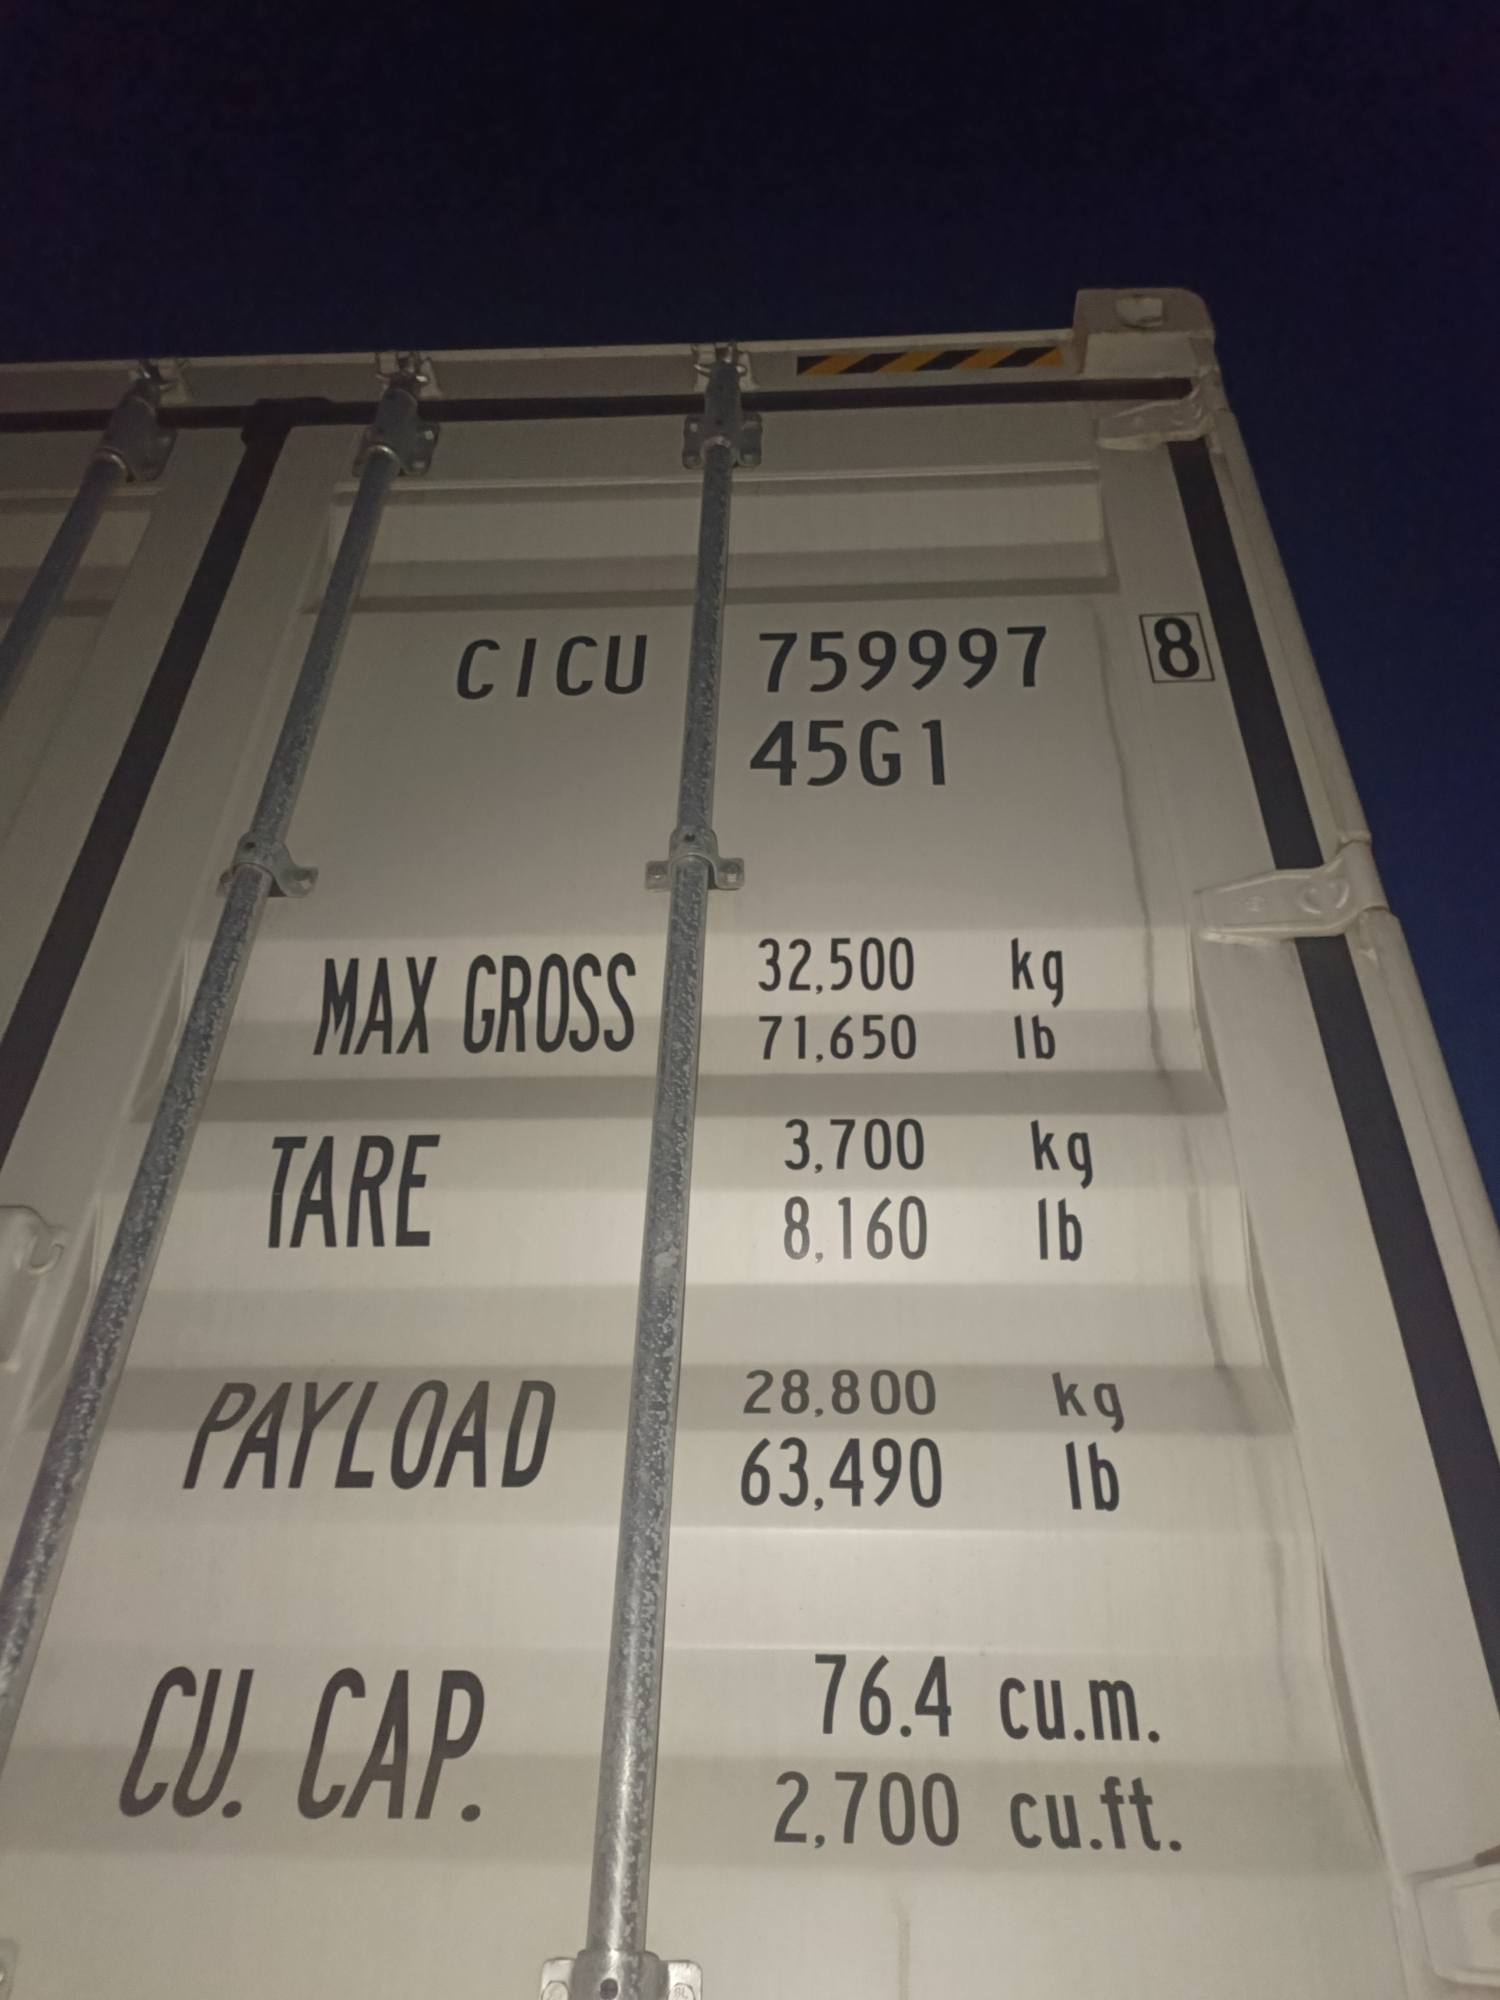 CICU 759997 8
45G1
MAX GROSS 32,500 kg
71,650 lb
TARE 3,700 kg
8,160 lb
PAYLOAD 28,800 kg
63,490 lb
CU. CAP. 76.4 cu.m.
2,700 cu.ft.